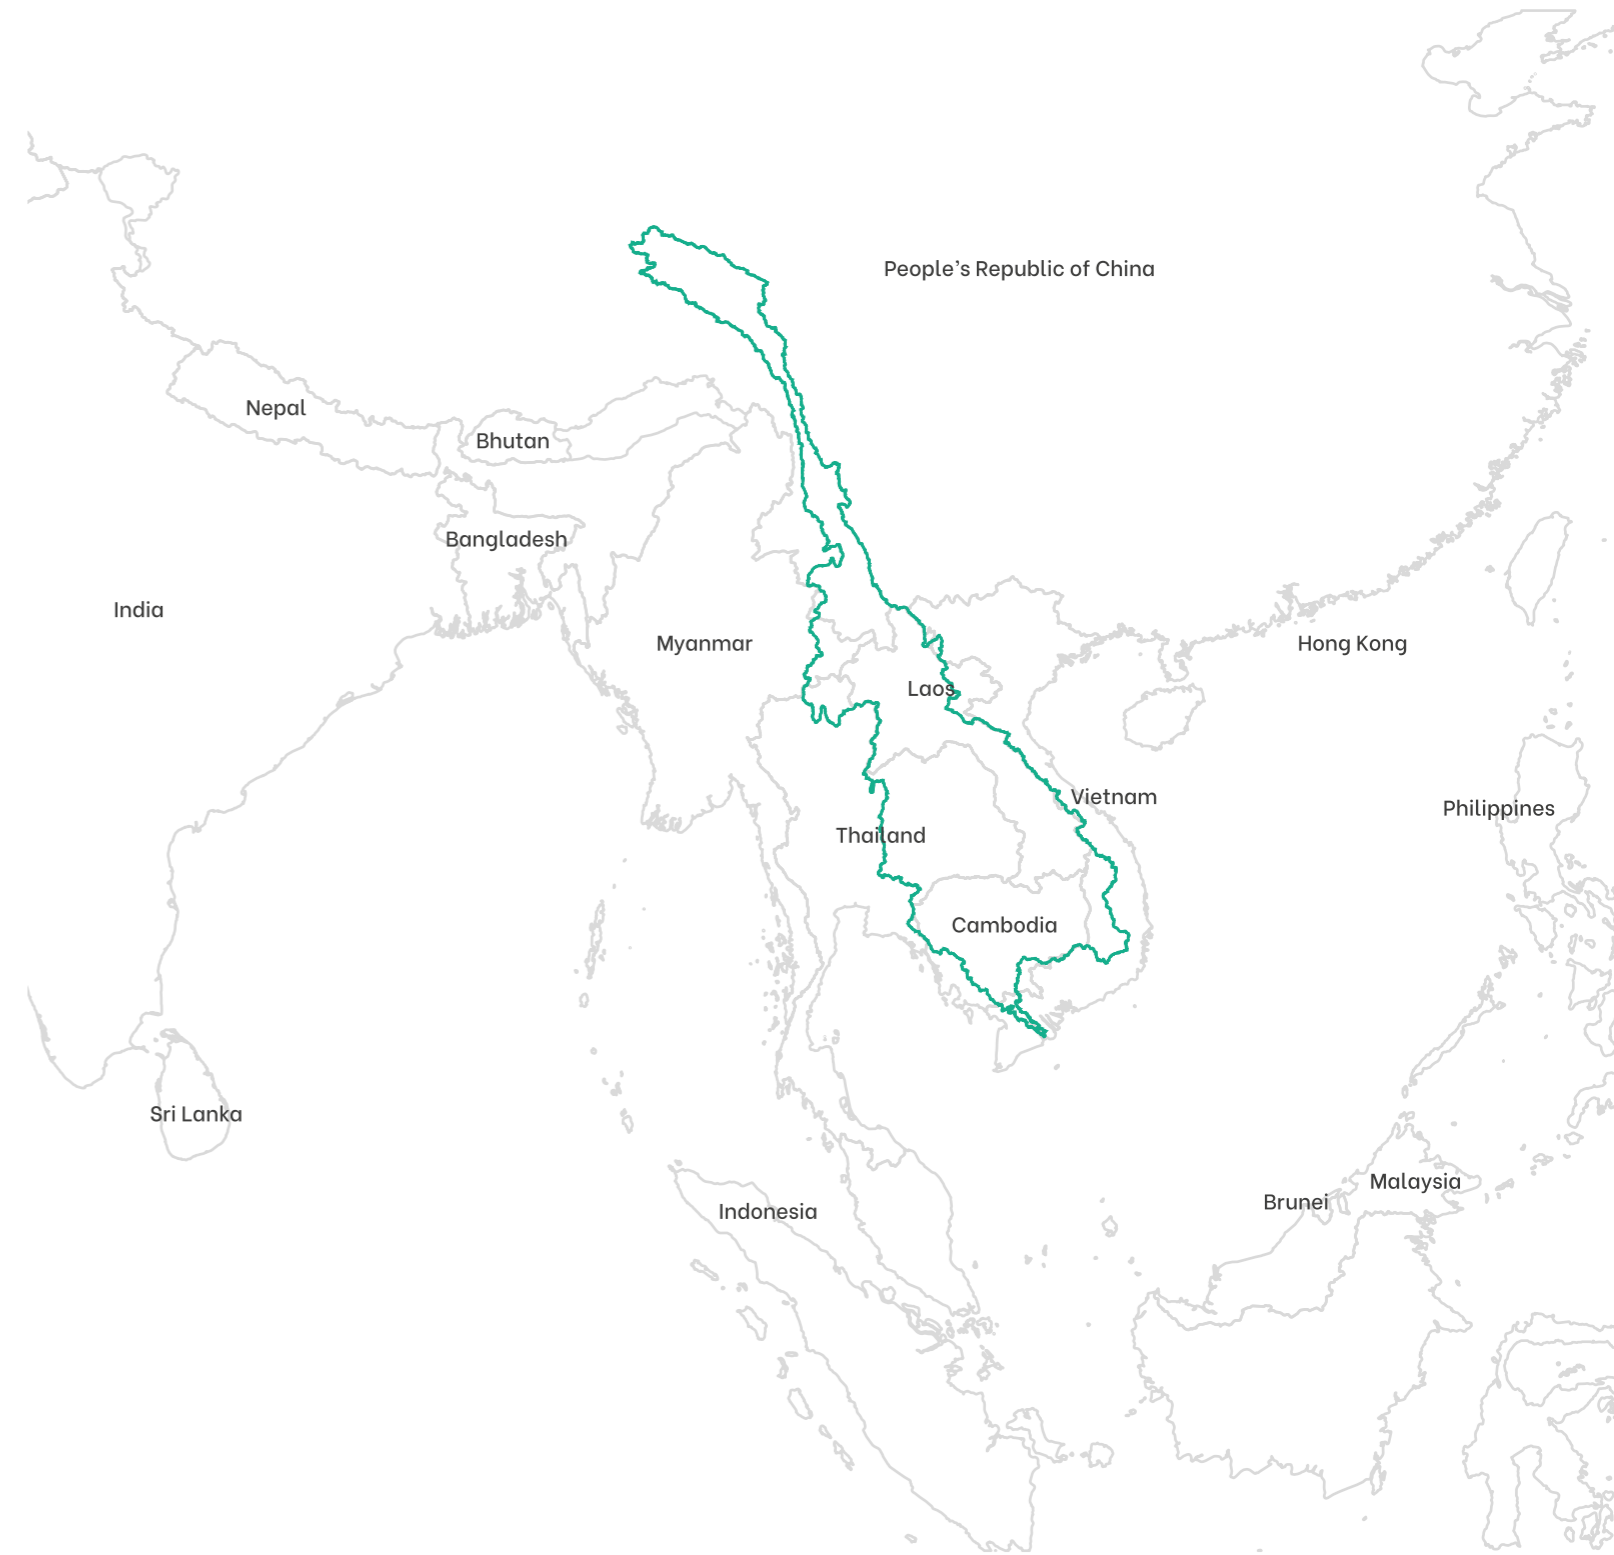 People’s Republic of China
Nepal
Bhutan
Bangladesh
India
Myanmar
Hong Kong
Laos
Vietnam
Philippines
Thailand
Cambodia
Sri Lanka
Malaysia
Brunei
Indonesia